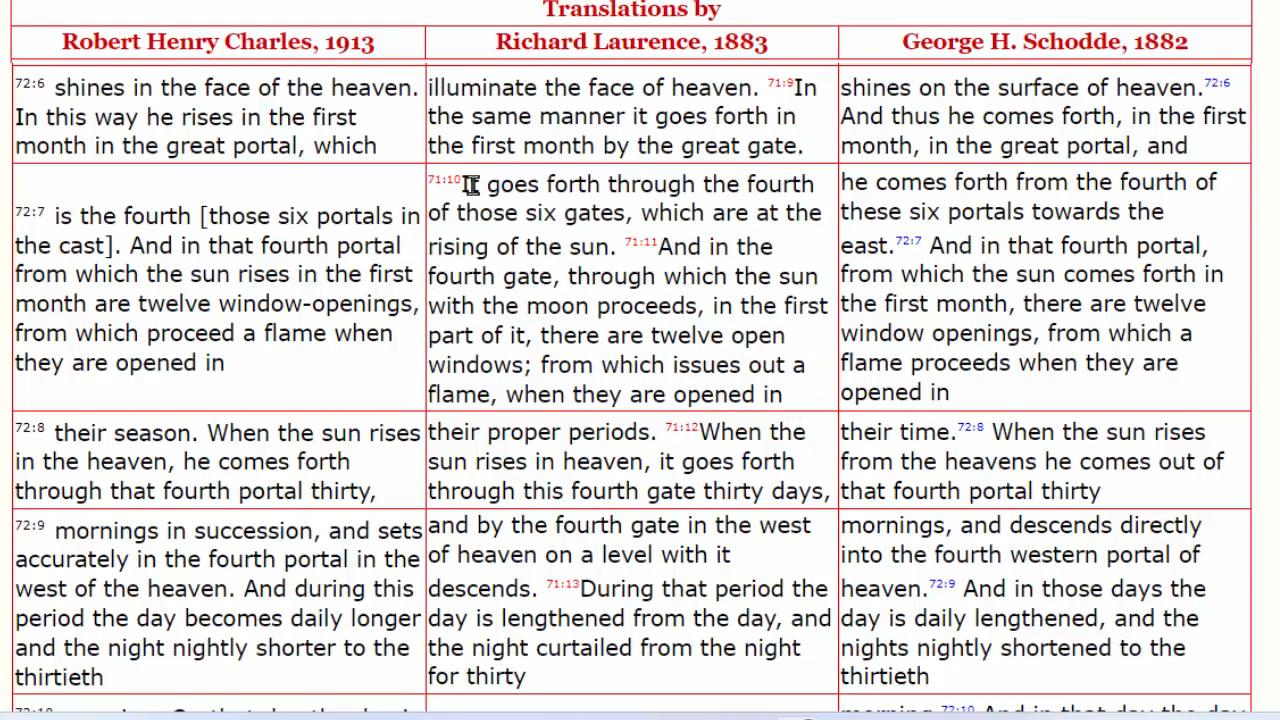 Translations by
Robert Henry Charles, 1913
Richard Laurence, 1883
George H. Schodde, 1882
72:6 shines in the face of the heaven.
In this way he rises in the first
month in the great portal, which
illuminate the face of heaven. 71:9In
the same manner it goes forth in
the first month by the great gate.
shines on the surface of heaven.72:6
And thus he comes forth, in the first
month, in the great portal, and
72:7 is the fourth [those six portals in
the cast]. And in that fourth portal
from which the sun rises in the first
month are twelve window-openings,
from which proceed a flame when
they are opened in
71:10It goes forth through the fourth
of those six gates, which are at the
rising of the sun. 71:11And in the
fourth gate, through which the sun
with the moon proceeds, in the first
part of it, there are twelve open
windows; from which issues out a
flame, when they are opened in
he comes forth from the fourth of
these six portals towards the
east.72:7 And in that fourth portal,
from which the sun comes forth in
the first month, there are twelve
window openings, from which a
flame proceeds when they are
opened in
72:8 their season. When the sun rises
in the heaven, he comes forth
through that fourth portal thirty,
their proper periods. 71:12When the
sun rises in heaven, it goes forth
through this fourth gate thirty days,
their time.72:8 When the sun rises
from the heavens he comes out of
that fourth portal thirty
72:9 mornings in succession, and sets
accurately in the fourth portal in the
west of the heaven. And during this
period the day becomes daily longer
and the night nightly shorter to the
thirtieth
and by the fourth gate in the west
of heaven on a level with it
descends. 71:13During that period the
day is lengthened from the day, and
the night curtailed from the night
for thirty
mornings, and descends directly
into the fourth western portal of
heaven.72:9 And in those days the
day is daily lengthened, and the
nights nightly shortened to the
thirtieth
72:10
morning.72:10 And in that day the day